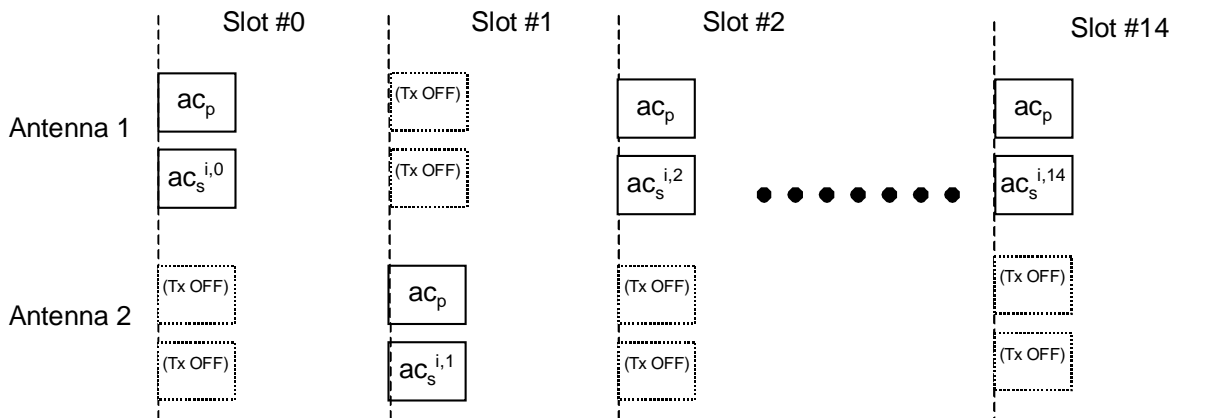 Slot #0 Slot #1 Slot #2 Slot #14
ac_p (Tx OFF) ac_p ac_p
Antenna 1
ac_s^i,0 (Tx OFF) ac_s^i,2 ac_s^i,14
(Tx OFF) ac_p (Tx OFF) (Tx OFF)
Antenna 2
(Tx OFF) ac_s^i,1 (Tx OFF) (Tx OFF)